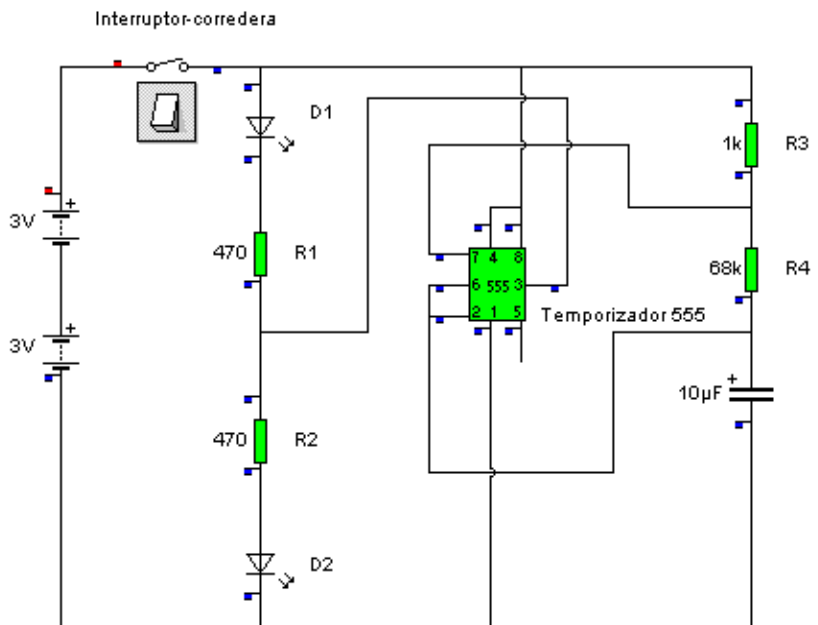 Interruptor-corredera
D1
1k R3
+
3V
470 R1
7 4 8
6 555 3
2 1 5
68k R4
Temporizador 555
+
3V
+
10µF
470 R2
D2